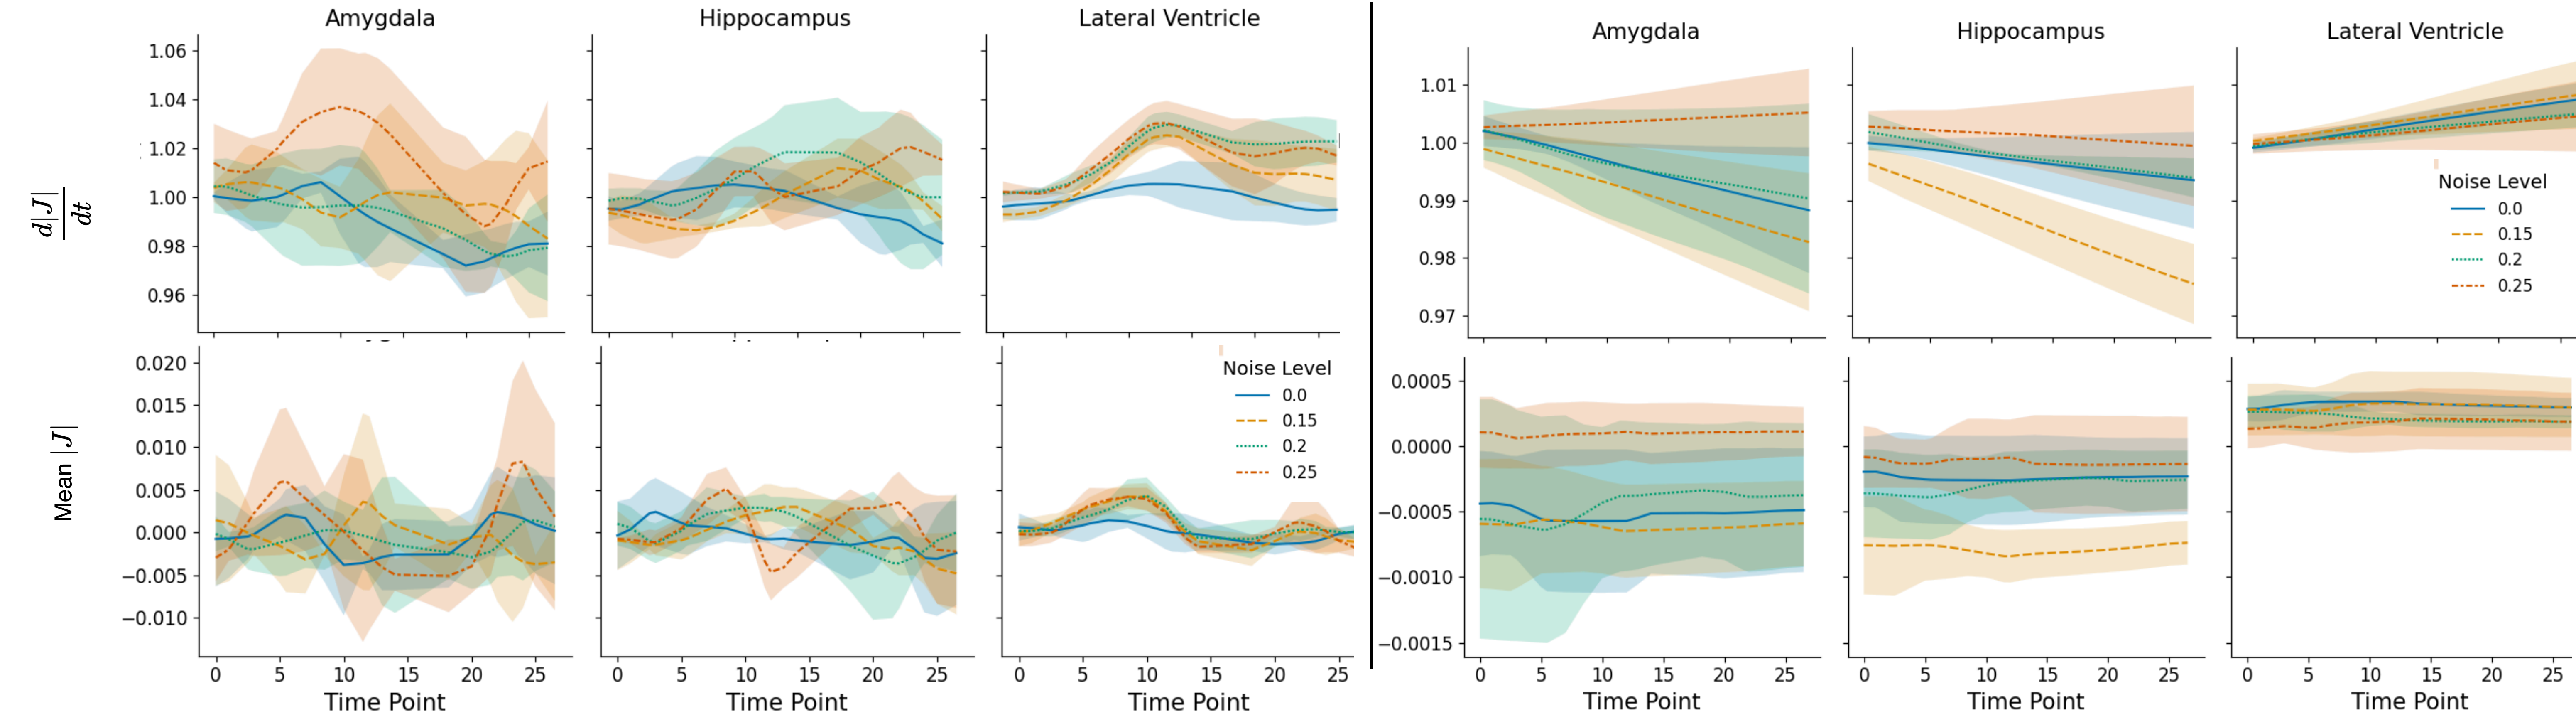 Amygdala Hippocampus Lateral Ventricle
1.06
1.04
1.02
1.00
0.98
0.96
d|J|
dt
0.020
0.015
0.010
0.005
0.000
−0.005
−0.010
Mean |J|
Noise Level
0.0
0.15
0.2
0.25
0 5 10 15 20 25 0 5 10 15 20 25 0 5 10 15 20 25
Time Point Time Point Time Point
Amygdala Hippocampus Lateral Ventricle
1.01
1.00
0.99
0.98
0.97
Noise Level
0.0
0.15
0.2
0.25
0.0005
0.0000
−0.0005
−0.0010
−0.0015
0 5 10 15 20 25 0 5 10 15 20 25 0 5 10 15 20 25
Time Point Time Point Time Point